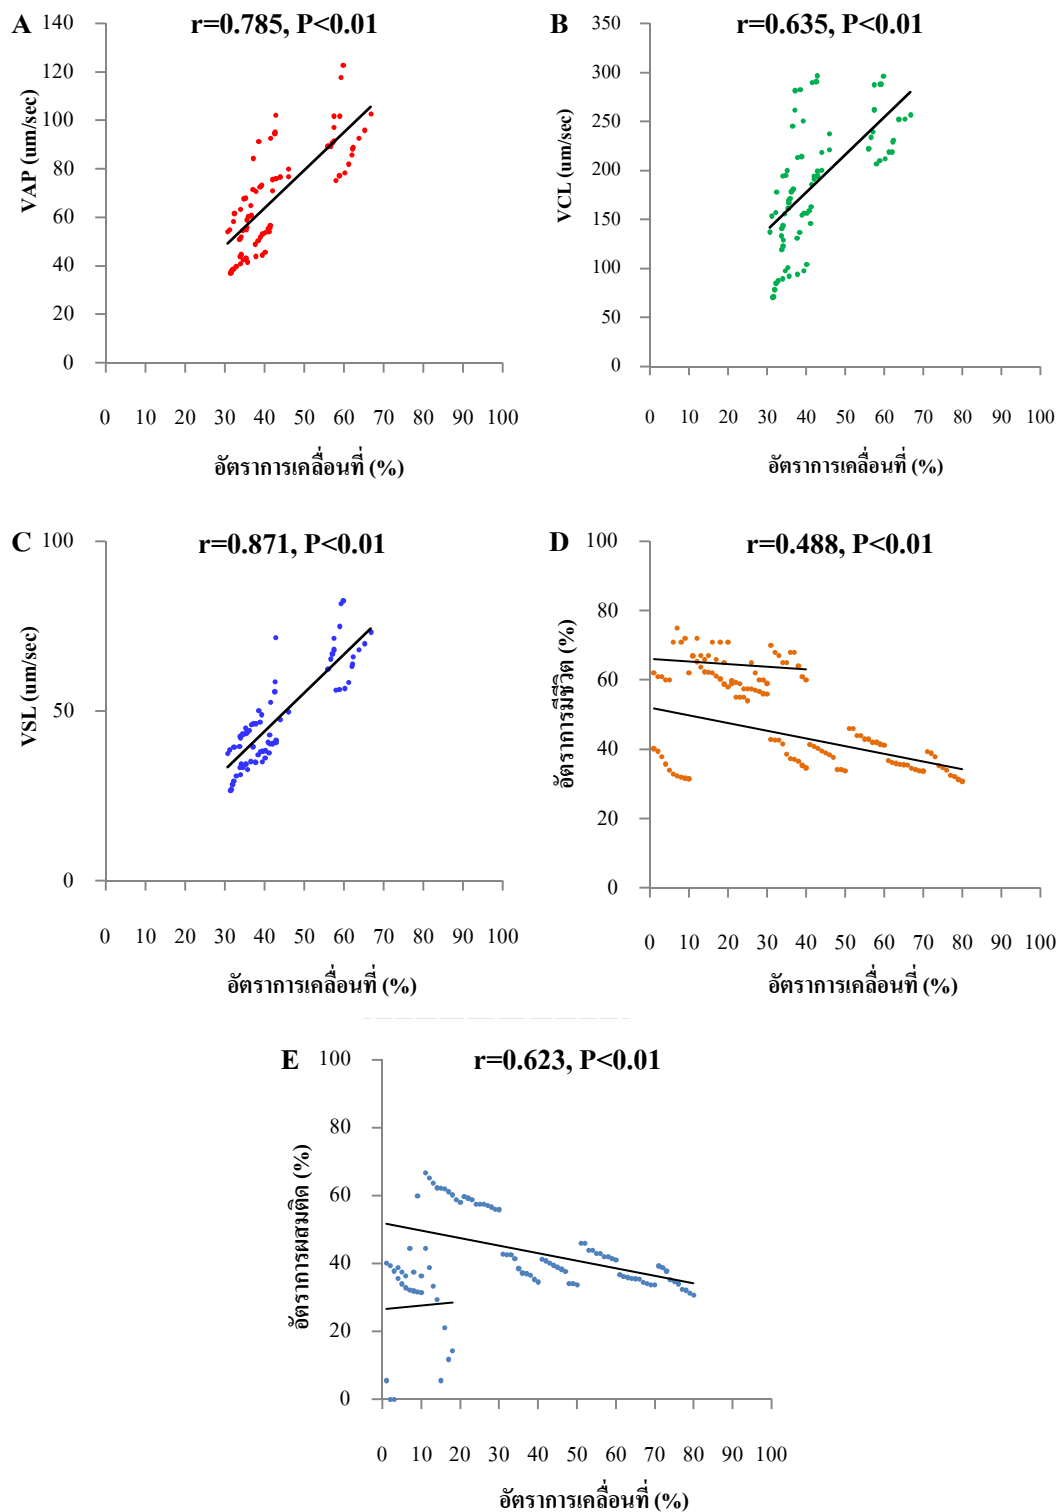 A
r=0.785, P<0.01
140
120
100
80
60
40
20
0
VAP (um/sec)
0 10 20 30 40 50 60 70 80 90 100
อัตราการเคลื่อนที่ (%)
B
r=0.635, P<0.01
350
300
250
200
150
100
50
0
VCL (um/sec)
0 10 20 30 40 50 60 70 80 90 100
อัตราการเคลื่อนที่ (%)
C
r=0.871, P<0.01
100
50
0
VSL (um/sec)
0 10 20 30 40 50 60 70 80 90 100
อัตราการเคลื่อนที่ (%)
D
r=0.488, P<0.01
100
80
60
40
20
0
อัตราการมีชีวิต (%)
0 10 20 30 40 50 60 70 80 90 100
อัตราการเคลื่อนที่ (%)
E
r=0.623, P<0.01
100
80
60
40
20
0
อัตราการผสมติด (%)
0 10 20 30 40 50 60 70 80 90 100
อัตราการเคลื่อนที่ (%)